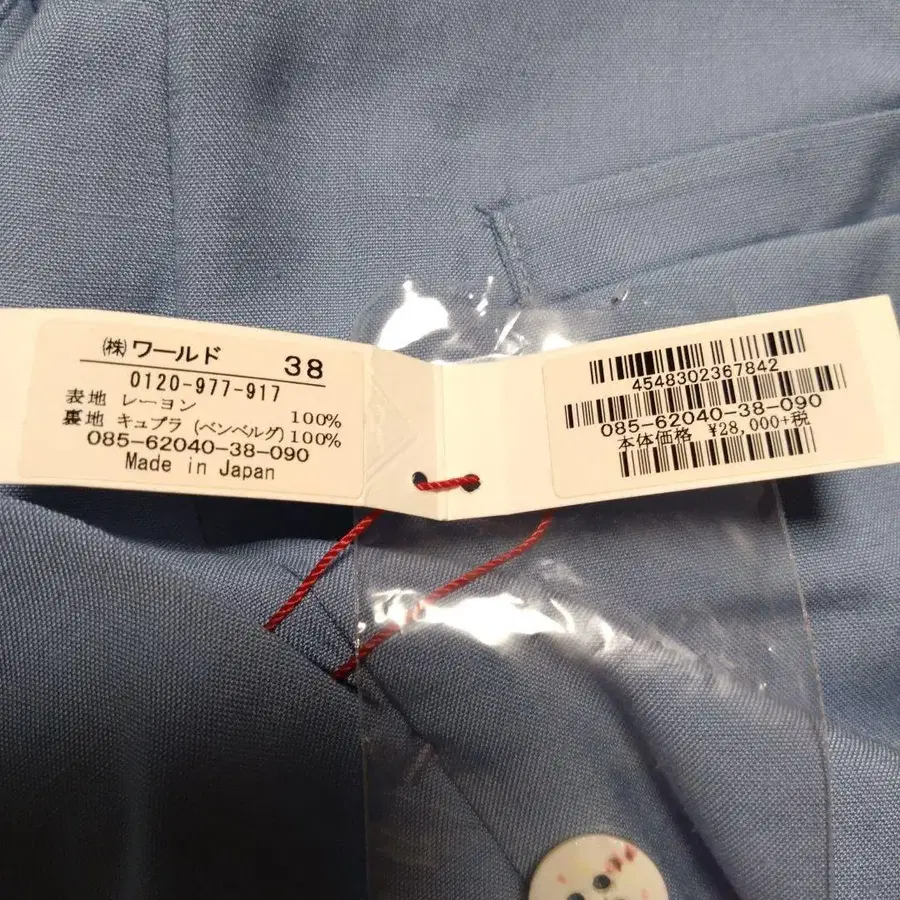 ㈱ワールド 38
0120-977-917
表地 レーヨン 100%
裏地 キュプラ (ベンベルグ) 100%
085-62040-38-090
Made in Japan
4548302367842
085-62040-38-090
本体価格 ¥28,000+税